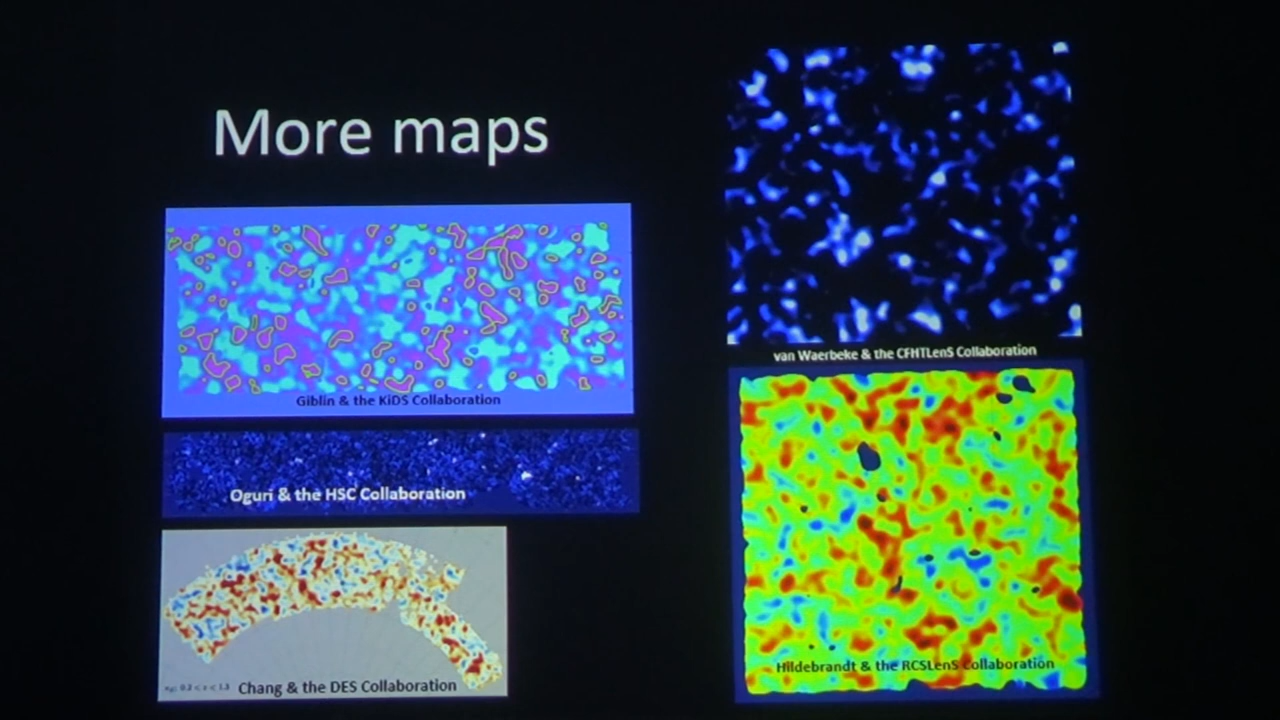 More maps
Giblin & the KiDS Collaboration
Oguri & the HSC Collaboration
Chang & the DES Collaboration
van Waerbeke & the CFHTLenS Collaboration
Hildebrandt & the RCSLenS Collaboration